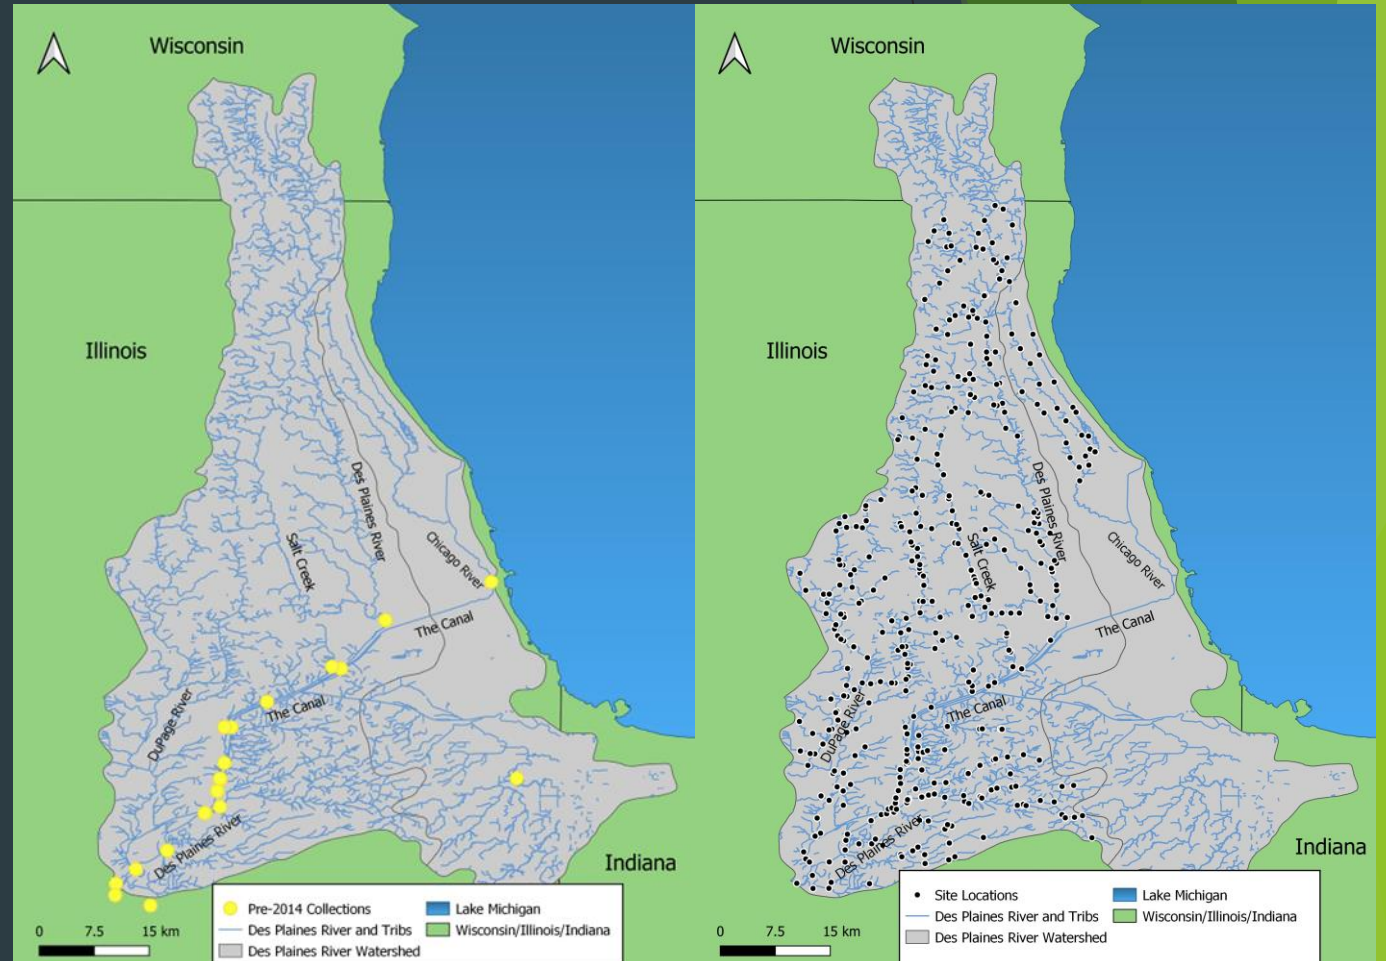 Wisconsin
Illinois
Des Plaines River
Salt Creek
Chicago River
The Canal
The Canal
DuPage River
Des Plaines River
Indiana
Pre-2014 Collections
Des Plaines River and Tribs
Des Plaines River Watershed
Lake Michigan
Wisconsin/Illinois/Indiana
0 7.5 15 km
Wisconsin
Illinois
Des Plaines River
Salt Creek
Chicago River
The Canal
The Canal
DuPage River
Des Plaines River
Indiana
Site Locations
Des Plaines River and Tribs
Des Plaines River Watershed
Lake Michigan
Wisconsin/Illinois/Indiana
0 7.5 15 km